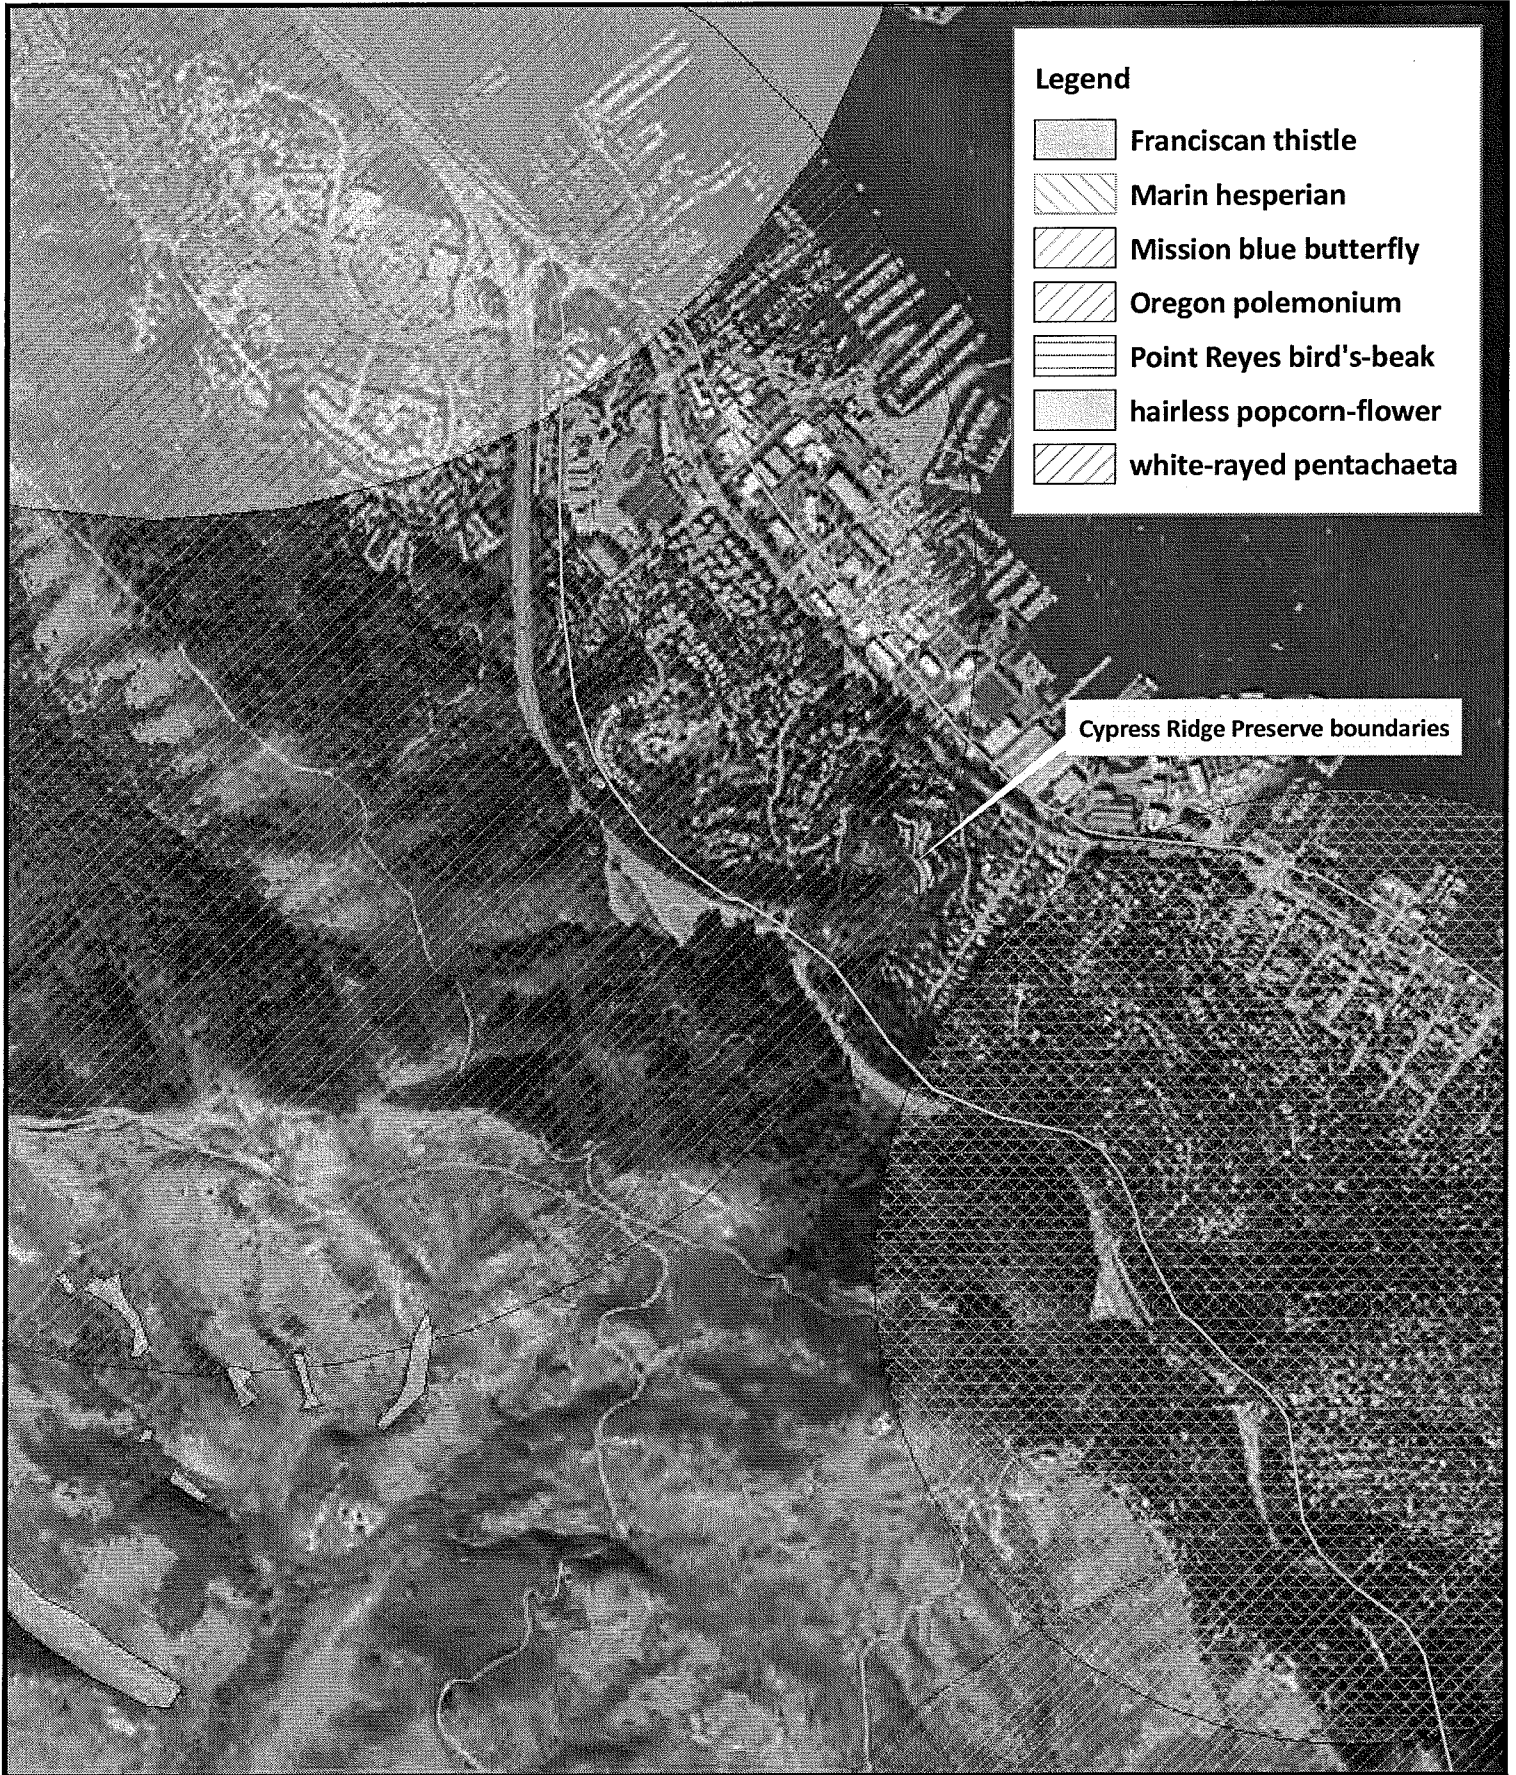 Legend
Franciscan thistle
Marin hesperian
Mission blue butterfly
Oregon polemonium
Point Reyes bird's-beak
hairless popcorn-flower
white-rayed pentachaeta
Cypress Ridge Preserve boundaries